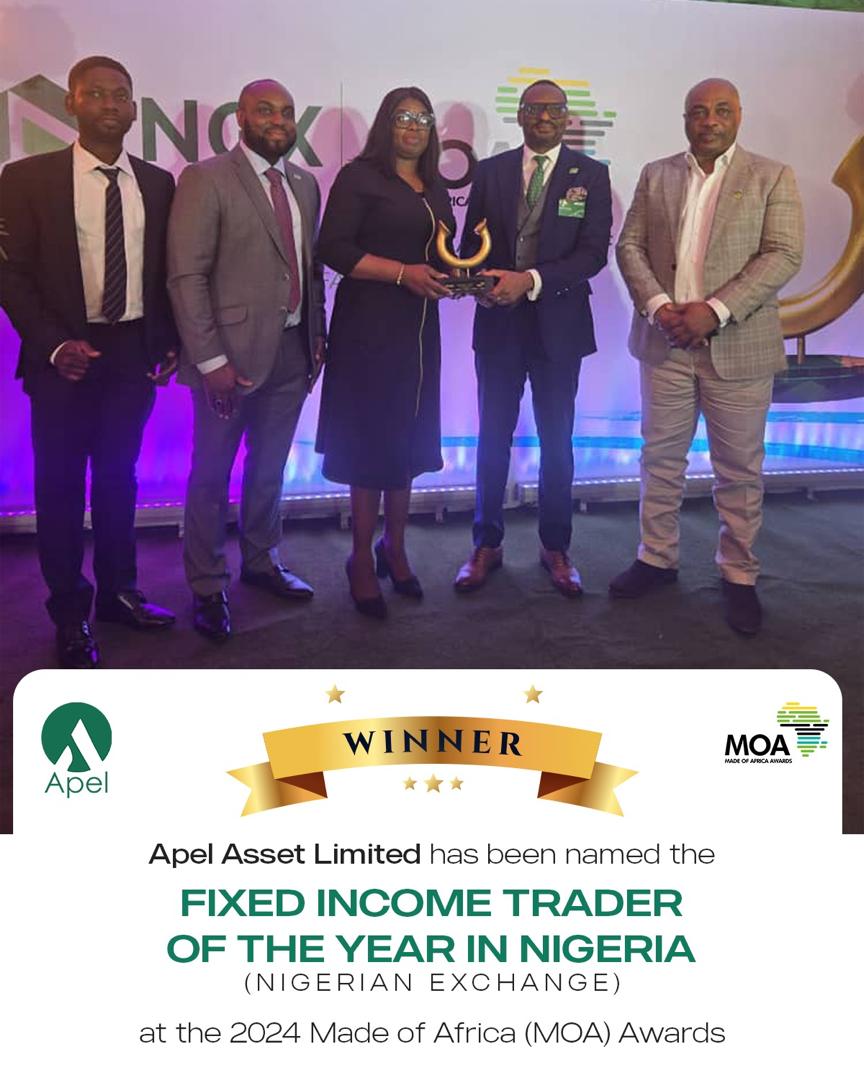 NGX
MOA
WINNER
Apel
MOA
MADE OF AFRICA AWARDS
Apel Asset Limited has been named the
FIXED INCOME TRADER
OF THE YEAR IN NIGERIA
(NIGERIAN EXCHANGE)
at the 2024 Made of Africa (MOA) Awards